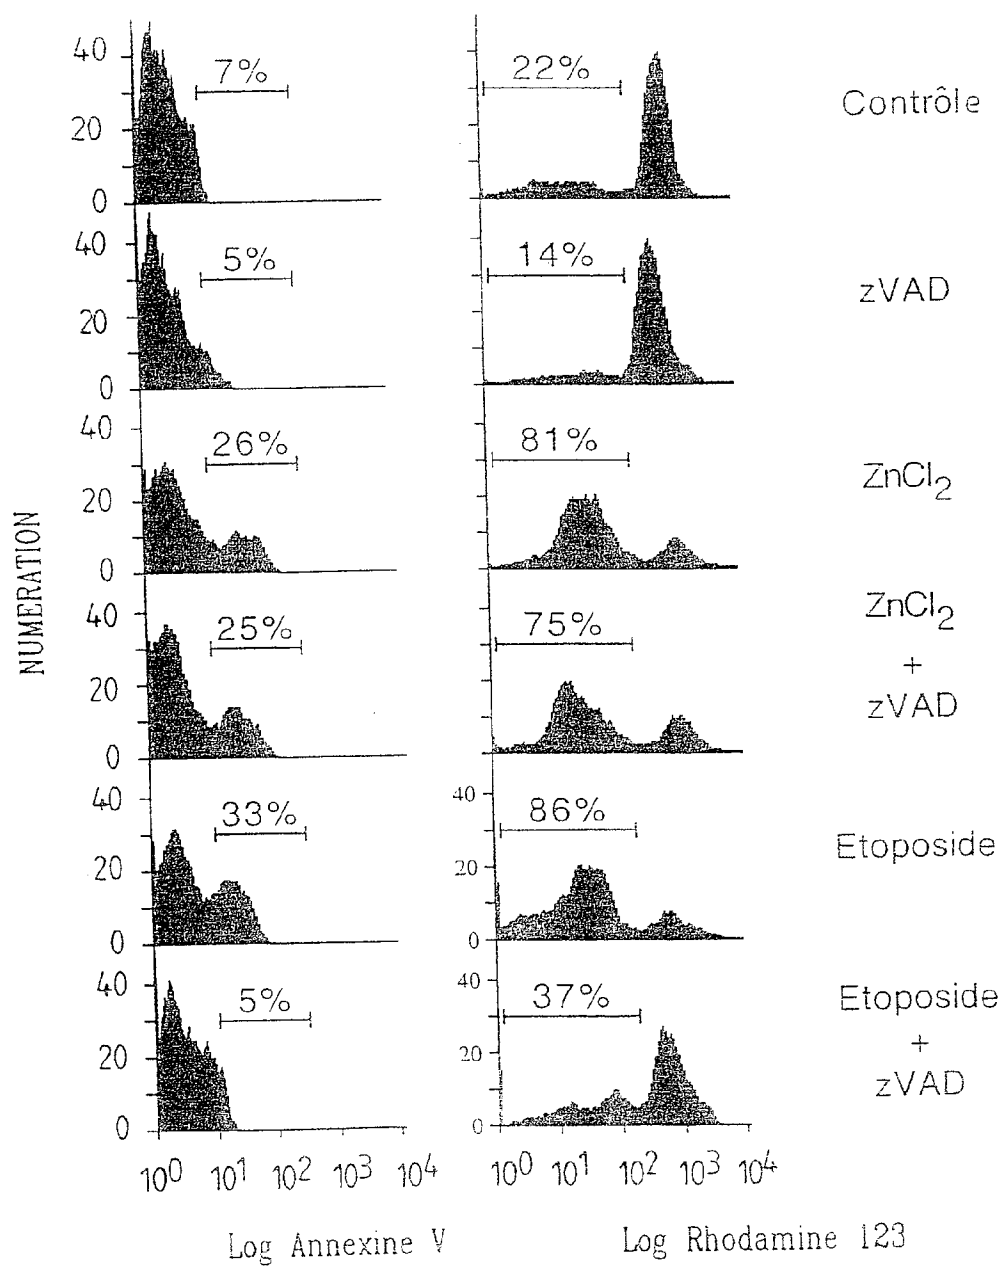 40
20
0
7%
22%
Contrôle
40
20
0
5%
14%
zVAD
40
20
0
26%
81%
ZnCl2
40
20
0
25%
75%
ZnCl2
+
zVAD
40
20
0
33%
40
20
0
86%
Etoposide
40
20
0
5%
40
20
0
37%
Etoposide
+
zVAD
NUMERATION
10^0 10^1 10^2 10^3 10^4
10^0 10^1 10^2 10^3 10^4
Log Annexine V
Log Rhodamine 123